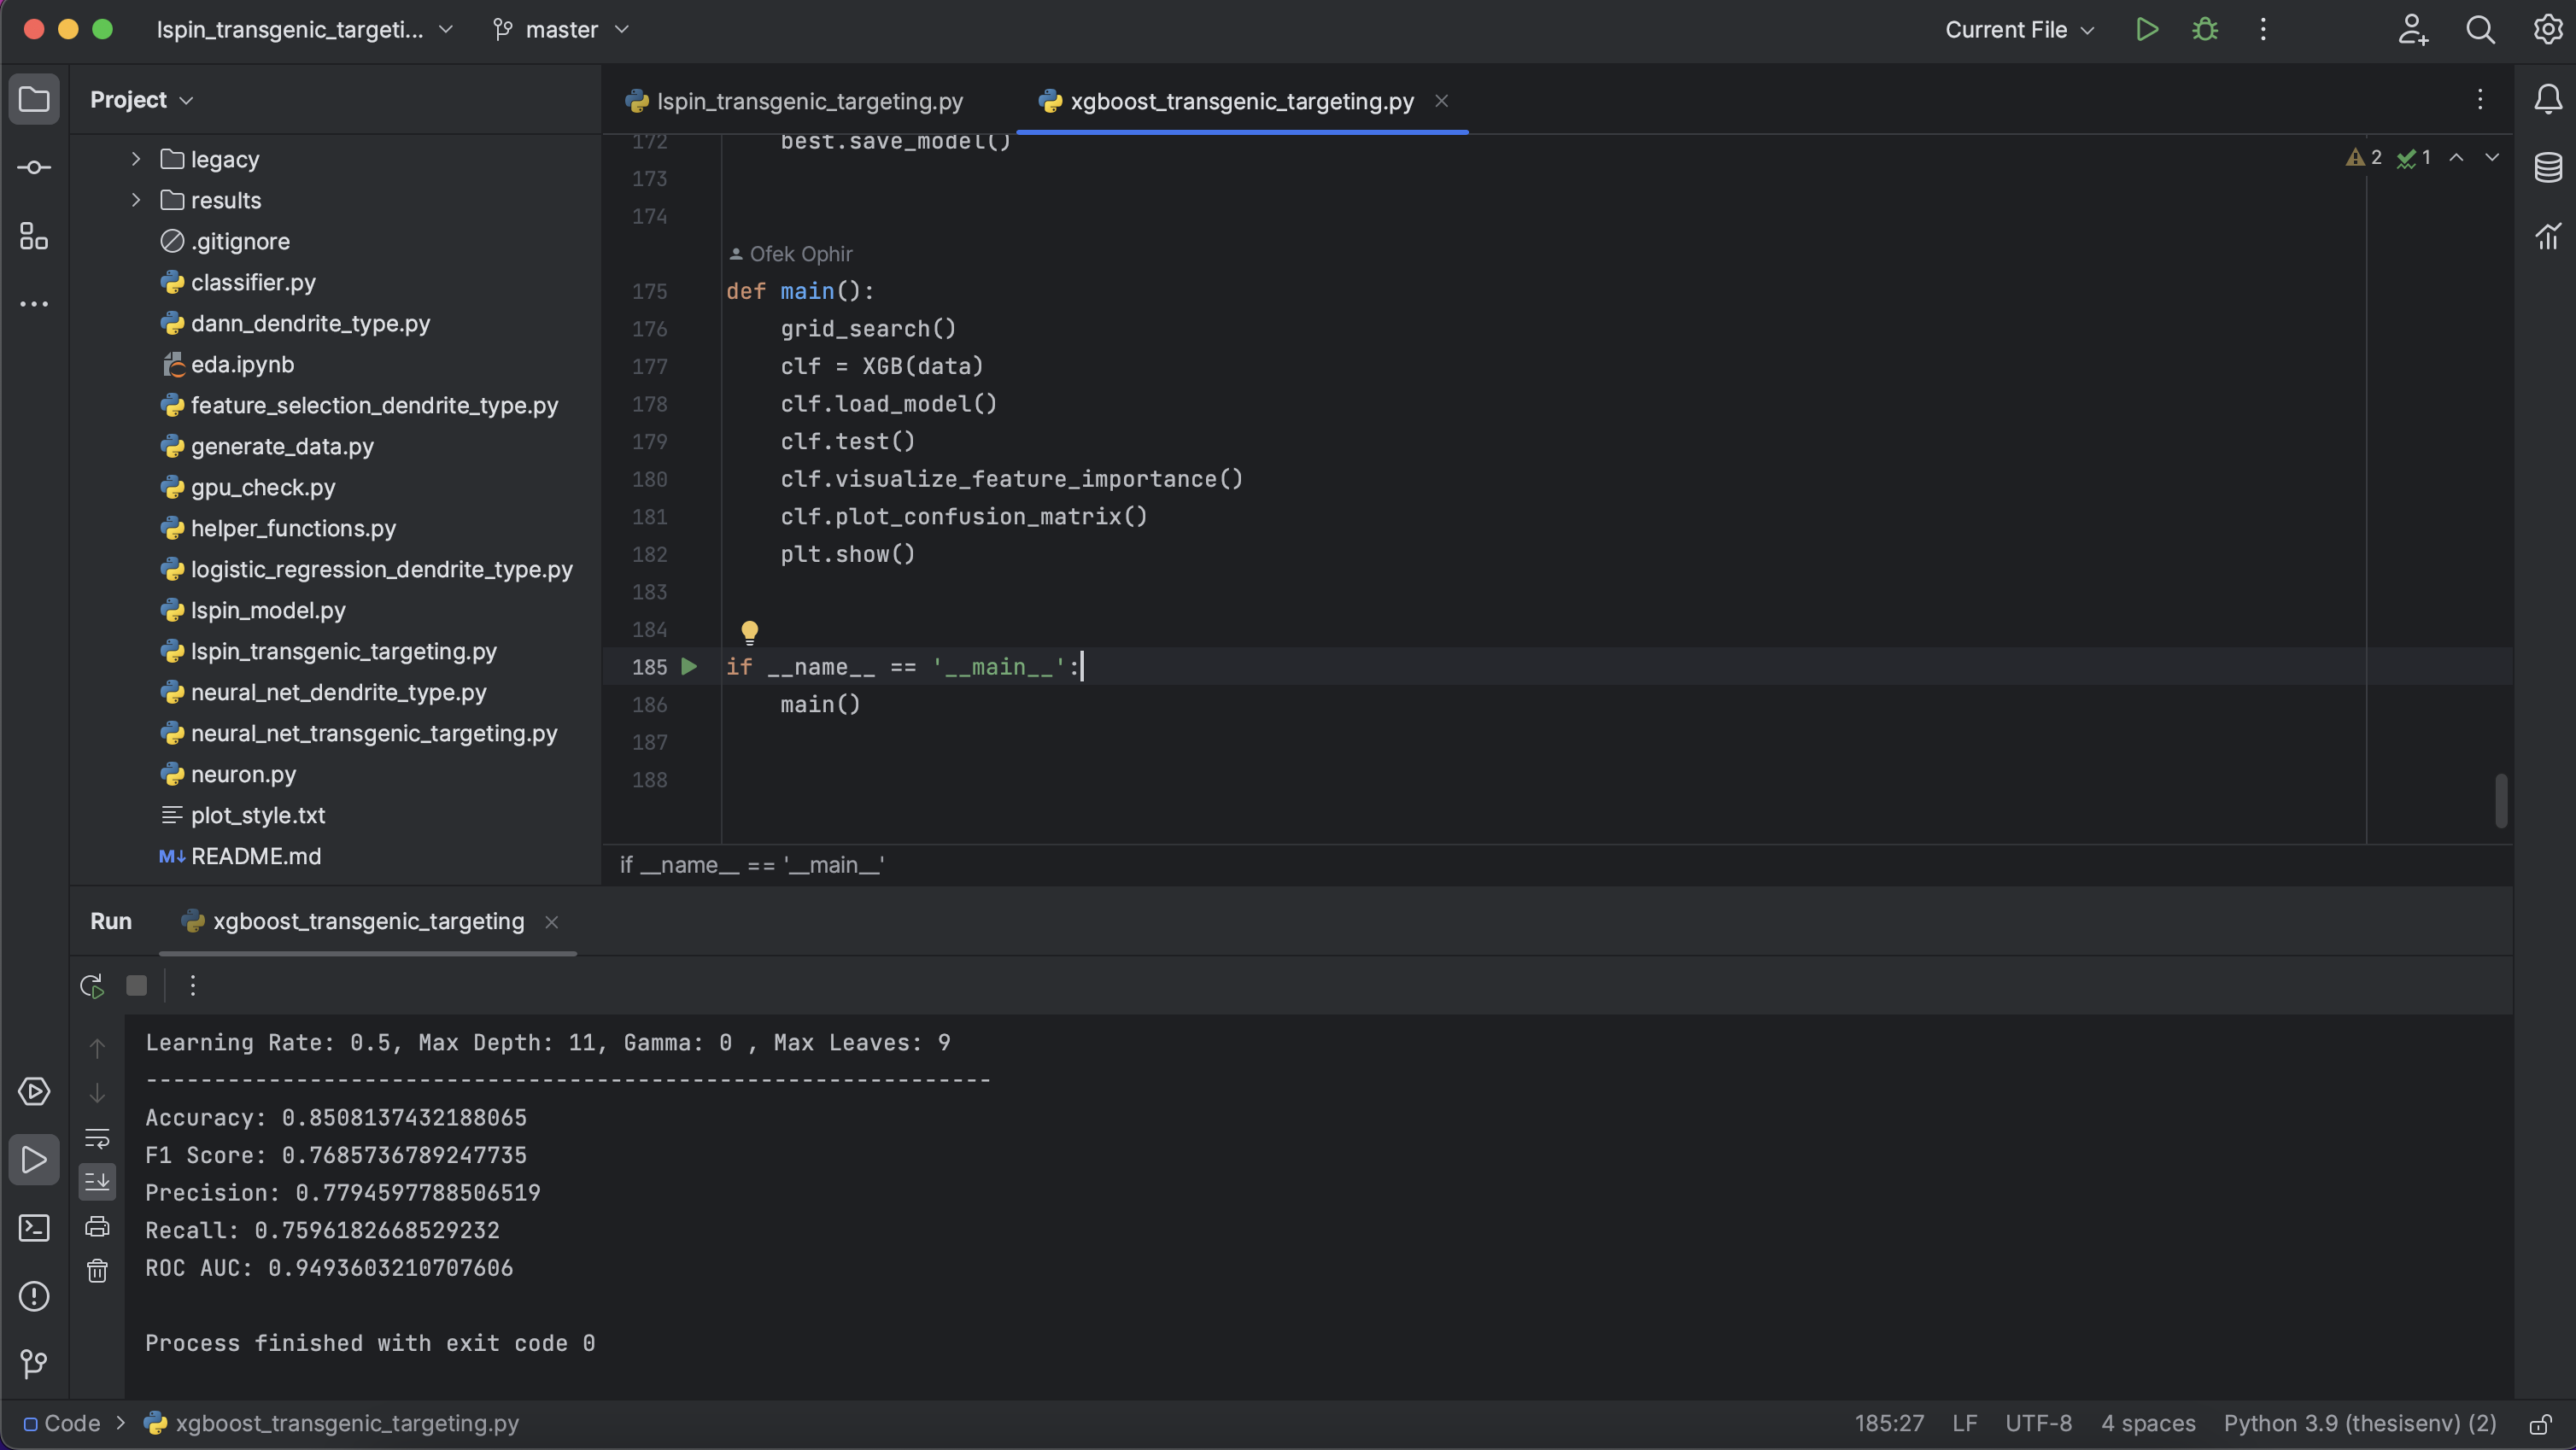 lspin_transgenic_targeti...
master
Current File
Project
legacy
results
.gitignore
classifier.py
dann_dendrite_type.py
eda.ipynb
feature_selection_dendrite_type.py
generate_data.py
gpu_check.py
helper_functions.py
logistic_regression_dendrite_type.py
lspin_model.py
lspin_transgenic_targeting.py
neural_net_dendrite_type.py
neural_net_transgenic_targeting.py
neuron.py
plot_style.txt
M↓ README.md
lspin_transgenic_targeting.py
xgboost_transgenic_targeting.py
2 1
172 best.save_model()
173
174
Ofek Ophir
175 def main():
176 grid_search()
177 clf = XGB(data)
178 clf.load_model()
179 clf.test()
180 clf.visualize_feature_importance()
181 clf.plot_confusion_matrix()
182 plt.show()
183
184
185 if __name__ == '__main__':
186 main()
187
188
if __name__ == '__main__'
Run
xgboost_transgenic_targeting
Learning Rate: 0.5, Max Depth: 11, Gamma: 0 , Max Leaves: 9
--------------------------------------------------------------
Accuracy: 0.8508137432188065
F1 Score: 0.7685736789247735
Precision: 0.7794597788506519
Recall: 0.7596182668529232
ROC AUC: 0.9493603210707606
Process finished with exit code 0
Code > xgboost_transgenic_targeting.py
185:27 LF UTF-8 4 spaces Python 3.9 (thesisenv) (2)